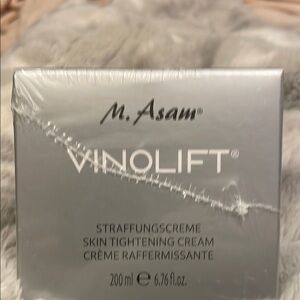 M. Asam®
VINOLIFT®
STRAFFUNGSCREME
SKIN TIGHTENING CREAM
CRÈME RAFFERMISSANTE
200 ml ℮ 6.76 fl.oz.